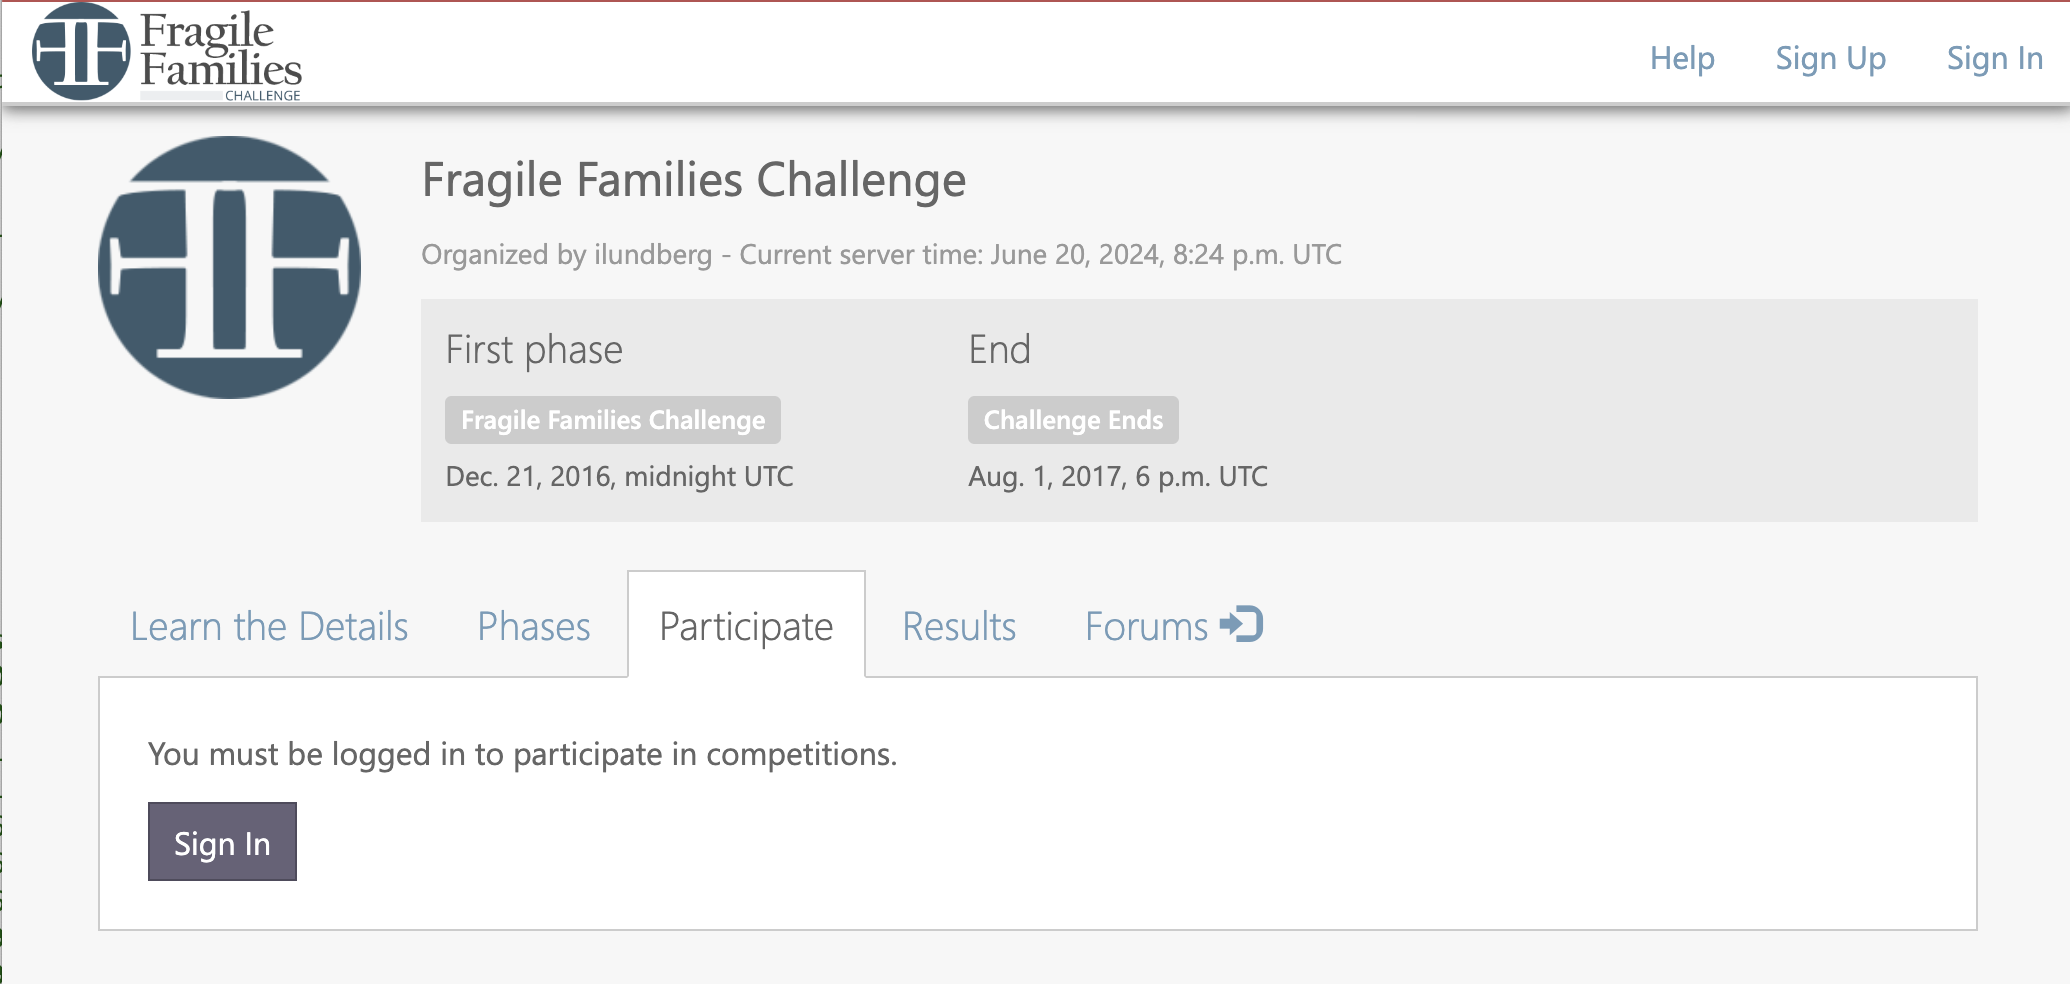 Fragile
Families
CHALLENGE
Help Sign Up Sign In
Fragile Families Challenge
Organized by ilundberg - Current server time: June 20, 2024, 8:24 p.m. UTC
First phase End
Fragile Families Challenge Challenge Ends
Dec. 21, 2016, midnight UTC Aug. 1, 2017, 6 p.m. UTC
Learn the Details Phases Participate Results Forums
You must be logged in to participate in competitions.
Sign In